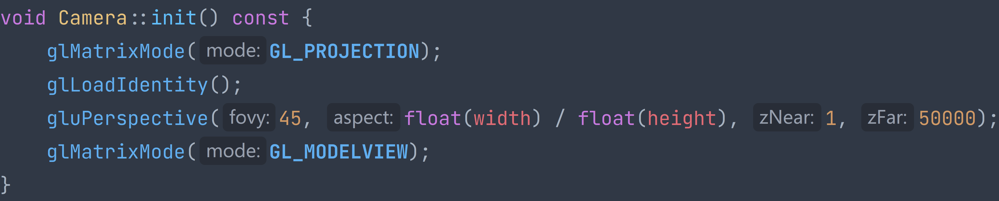 void Camera::init() const {
    glMatrixMode(mode: GL_PROJECTION);
    glLoadIdentity();
    gluPerspective(fovy: 45, aspect: float(width) / float(height), zNear: 1, zFar: 50000);
    glMatrixMode(mode: GL_MODELVIEW);
}